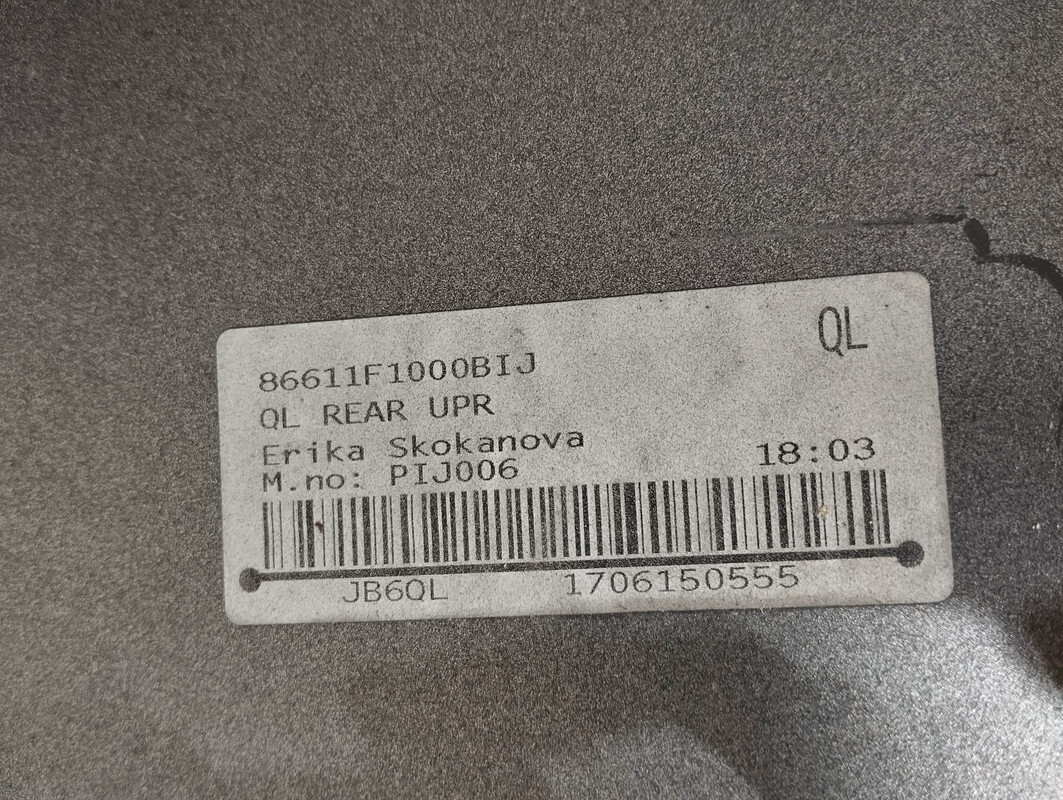 QL
86611F1000BIJ
QL REAR UPR
Erika Skokanova
M.no: PIJ006 18:03
JB6QL 1706150555